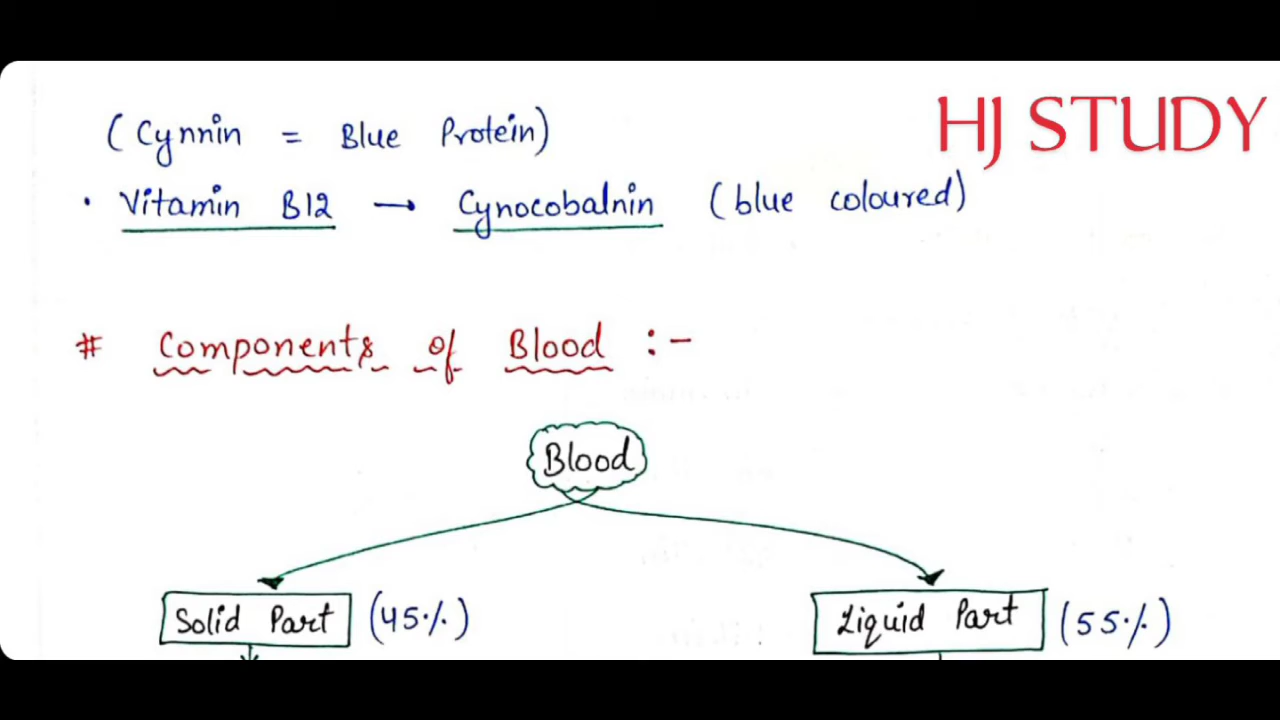 HJ STUDY
(Cynnin = Blue Protein)
• Vitamin B12 → Cynocobalnin (blue coloured)
# Components of Blood :-
Blood
Solid Part (45%)
Liquid Part (55%)